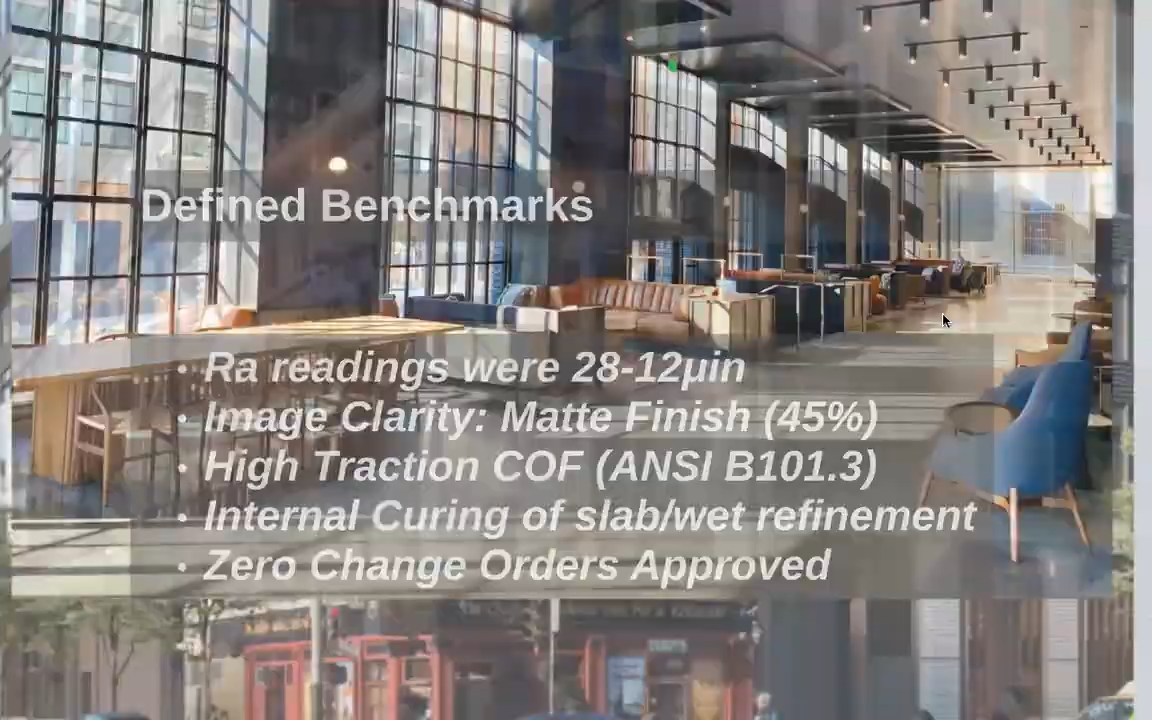 Defined Benchmarks
• Ra readings were 28-12µin
• Image Clarity: Matte Finish (45%)
• High Traction COF (ANSI B101.3)
• Internal Curing of slab/wet refinement
• Zero Change Orders Approved